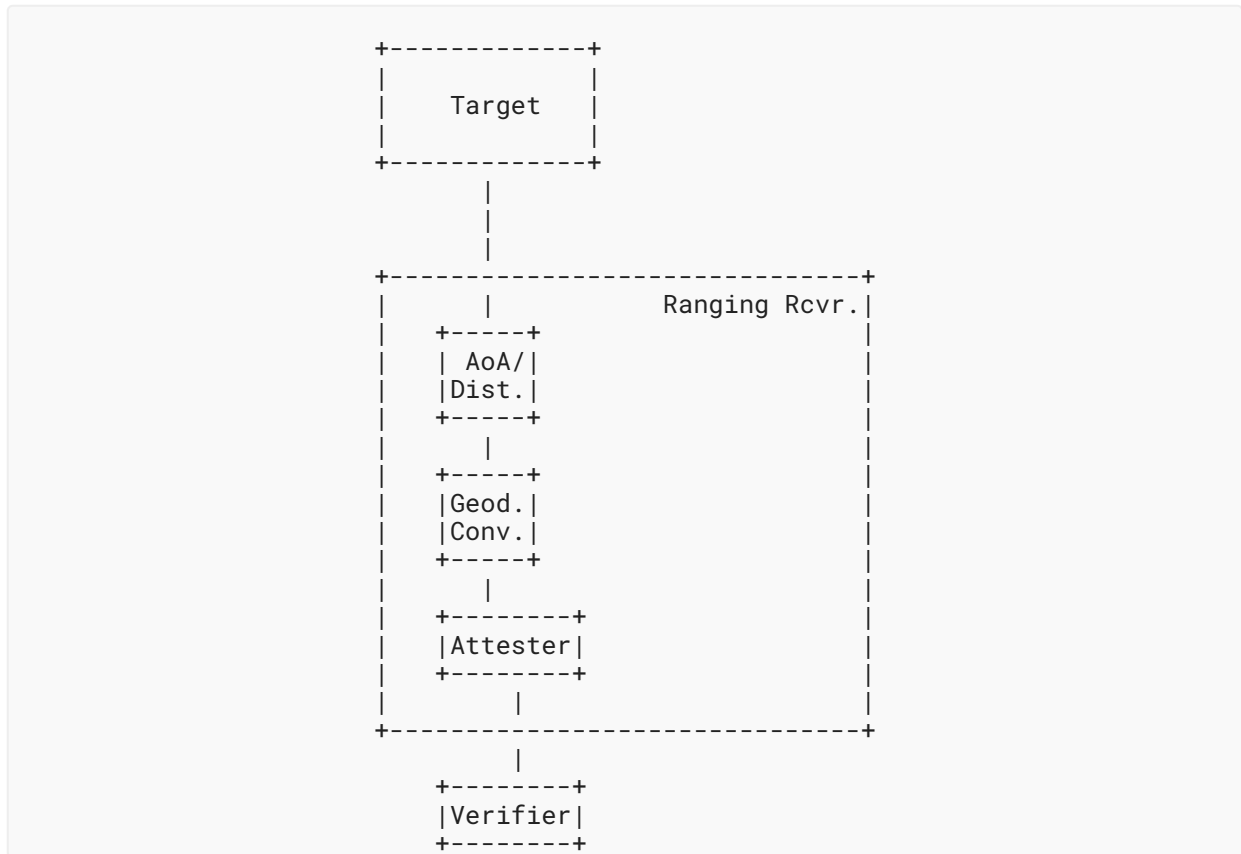 +-------------+
|             |
|    Target   |
|             |
+-------------+
       |
       |
       |
+-------------------------------+
|      |           Ranging Rcvr.|
|   +-----+                     |
|   | AoA/|                     |
|   |Dist.|                     |
|   +-----+                     |
|      |                        |
|   +-----+                     |
|   |Geod.|                     |
|   |Conv.|                     |
|   +-----+                     |
|      |                        |
|   +--------+                  |
|   |Attester|                  |
|   +--------+                  |
|        |                      |
+-------------------------------+
         |
    +--------+
    |Verifier|
    +--------+